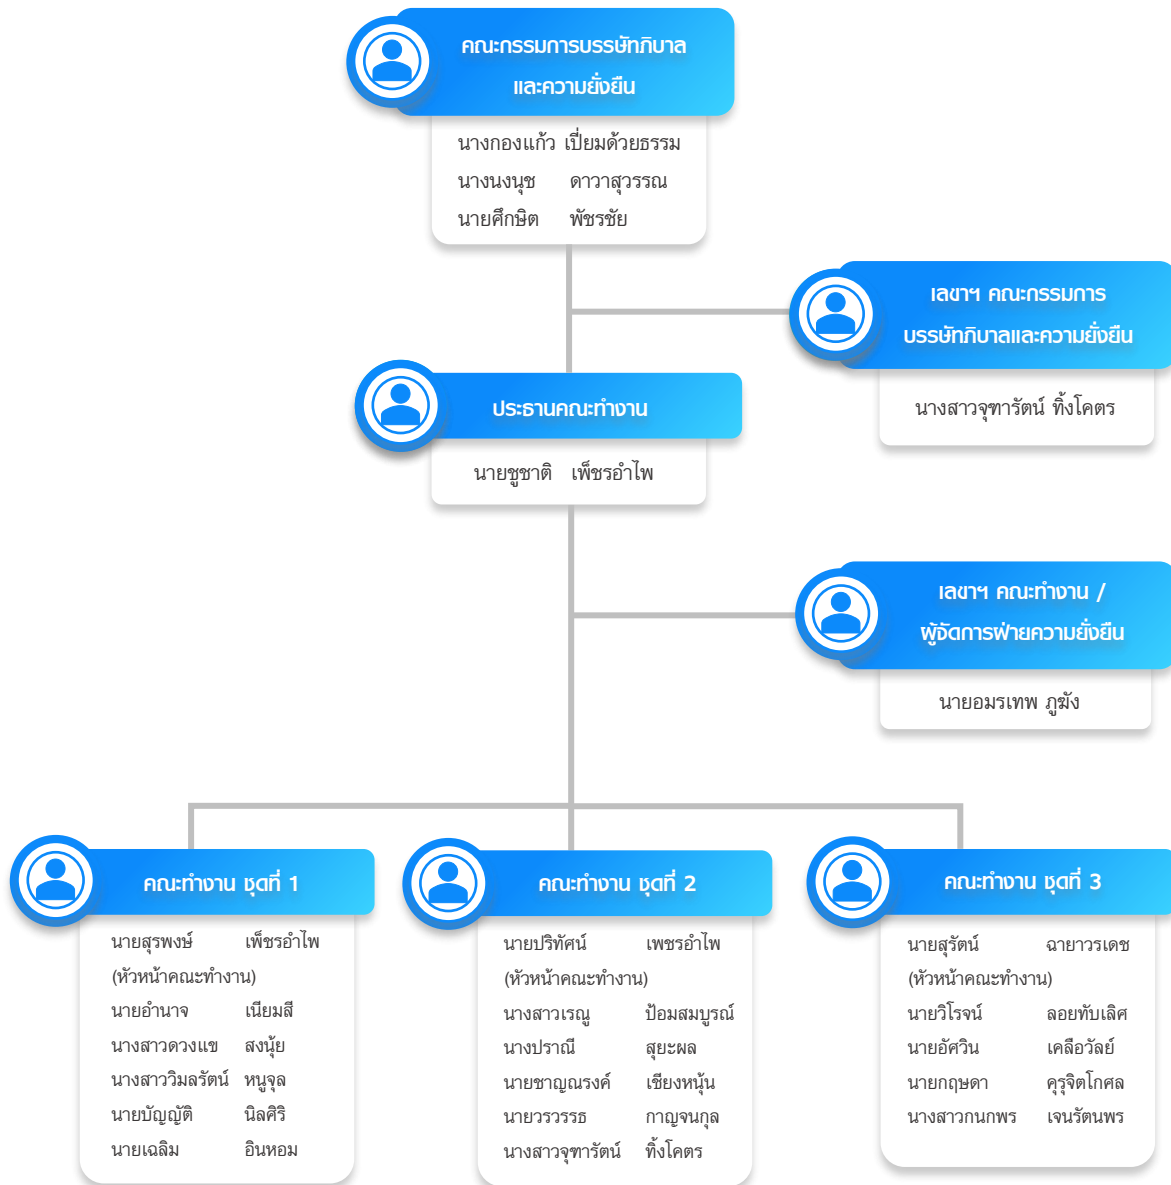 คณะกรรมการบรรษัทภิบาล
และความยั่งยืน
นางกองแก้ว เปี่ยมด้วยธรรม
นางนงนุช ดาวาสุวรรณ
นายศึกษิต พัชรชัย
เลขาฯ คณะกรรมการ
บรรษัทภิบาลและความยั่งยืน
นางสาวจุฑารัตน์ ทิ้งโคตร
ประธานคณะทำงาน
นายชูชาติ เพ็ชรอำไพ
เลขาฯ คณะทำงาน /
ผู้จัดการฝ่ายความยั่งยืน
นายอมรเทพ ภูฆัง
คณะทำงาน ชุดที่ 1
นายสุรพงษ์ เพ็ชรอำไพ
(หัวหน้าคณะทำงาน)
นายอำนาจ เนียมสี
นางสาวดวงแข สงนุ้ย
นางสาววิมลรัตน์ หนูจุล
นายบัญญัติ นิลศิริ
นายเฉลิม อินหอม
คณะทำงาน ชุดที่ 2
นายปริทัศน์ เพชรอำไพ
(หัวหน้าคณะทำงาน)
นางสาวเรณู ป้อมสมบูรณ์
นางปราณี สุยะผล
นายชาญณรงค์ เชียงหนุ้น
นายวรวรรธ กาญจนกุล
นางสาวจุฑารัตน์ ทิ้งโคตร
คณะทำงาน ชุดที่ 3
นายสุรัตน์ ฉายาวรเดช
(หัวหน้าคณะทำงาน)
นายวิโรจน์ ลอยทับเลิศ
นายอัศวิน เคลือวัลย์
นายกฤษดา คุรุจิตโกศล
นางสาวกนกพร เจนรัตนพร